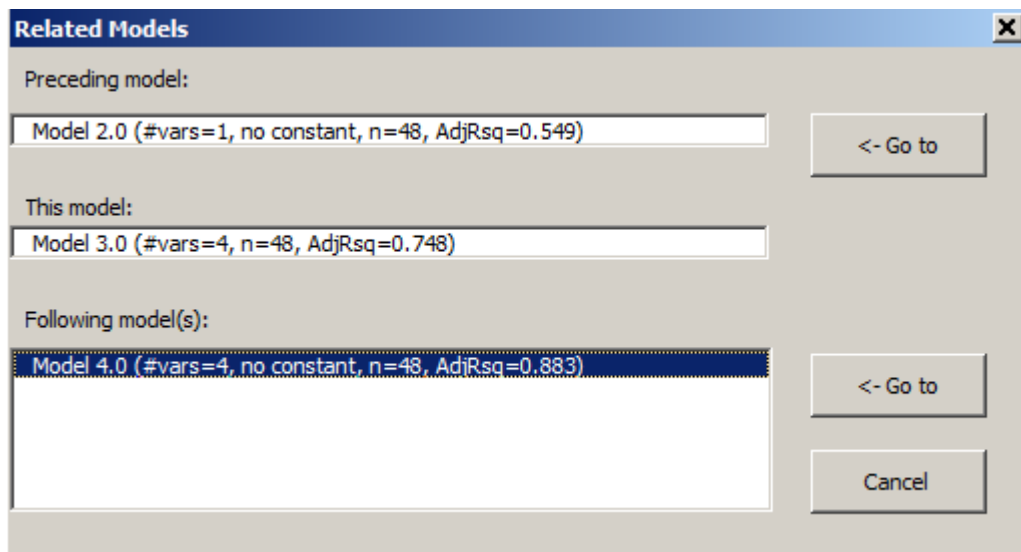 Related Models
Preceding model:
Model 2.0 (#vars=1, no constant, n=48, AdjRsq=0.549)
<- Go to
This model:
Model 3.0 (#vars=4, n=48, AdjRsq=0.748)
Following model(s):
Model 4.0 (#vars=4, no constant, n=48, AdjRsq=0.883)
<- Go to
Cancel